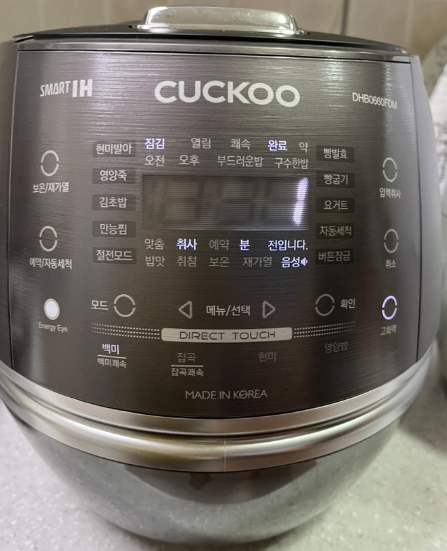 SMART IH
CUCKOO
DHB0660FDM
현미발아 잠김 열림 쾌속 완료 약 빵발효
오전 오후 부드러운밥 구수한밥
영양죽 빵굽기
보온/재가열 1 압력취사
김초밥 요거트
만능찜 맞춤 취사 예약 분 전입니다. 자동세척
절전모드 밥맛 취침 보온 재가열 음성 버튼잠금
예약/자동세척 취소
모드 메뉴/선택 확인
Energy Eye 고화력
DIRECT TOUCH
백미 잡곡 현미 영양밥
백미쾌속 잡곡쾌속
MADE IN KOREA